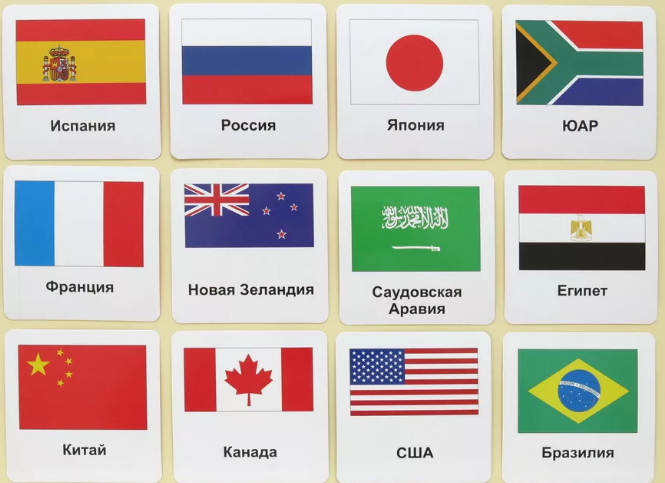 Испания
Россия
Япония
ЮАР
Франция
Новая Зеландия
Саудовская
Аравия
Египет
Китай
Канада
США
Бразилия